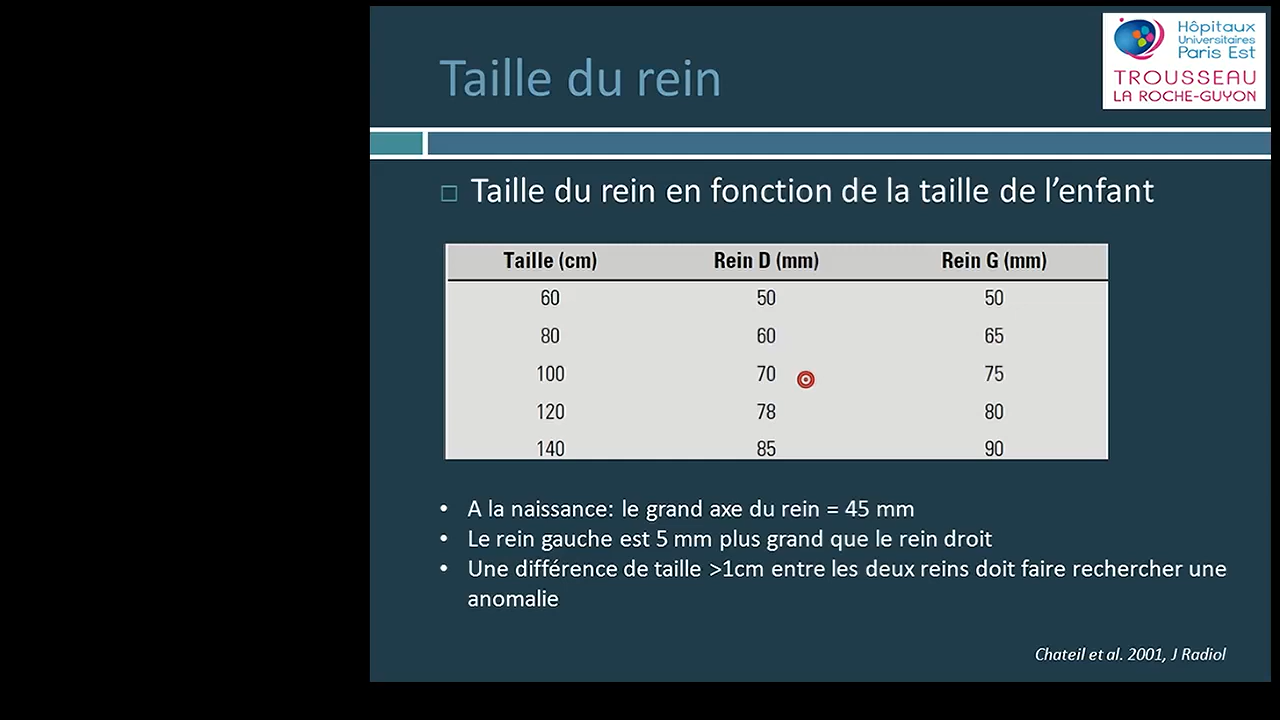 Taille du rein
Hôpitaux
Universitaires
Paris Est
TROUSSEAU
LA ROCHE-GUYON
Taille du rein en fonction de la taille de l’enfant
Taille (cm) Rein D (mm) Rein G (mm)
60 50 50
80 60 65
100 70 75
120 78 80
140 85 90
• A la naissance: le grand axe du rein = 45 mm
• Le rein gauche est 5 mm plus grand que le rein droit
• Une différence de taille >1cm entre les deux reins doit faire rechercher une
anomalie
Chateil et al. 2001, J Radiol